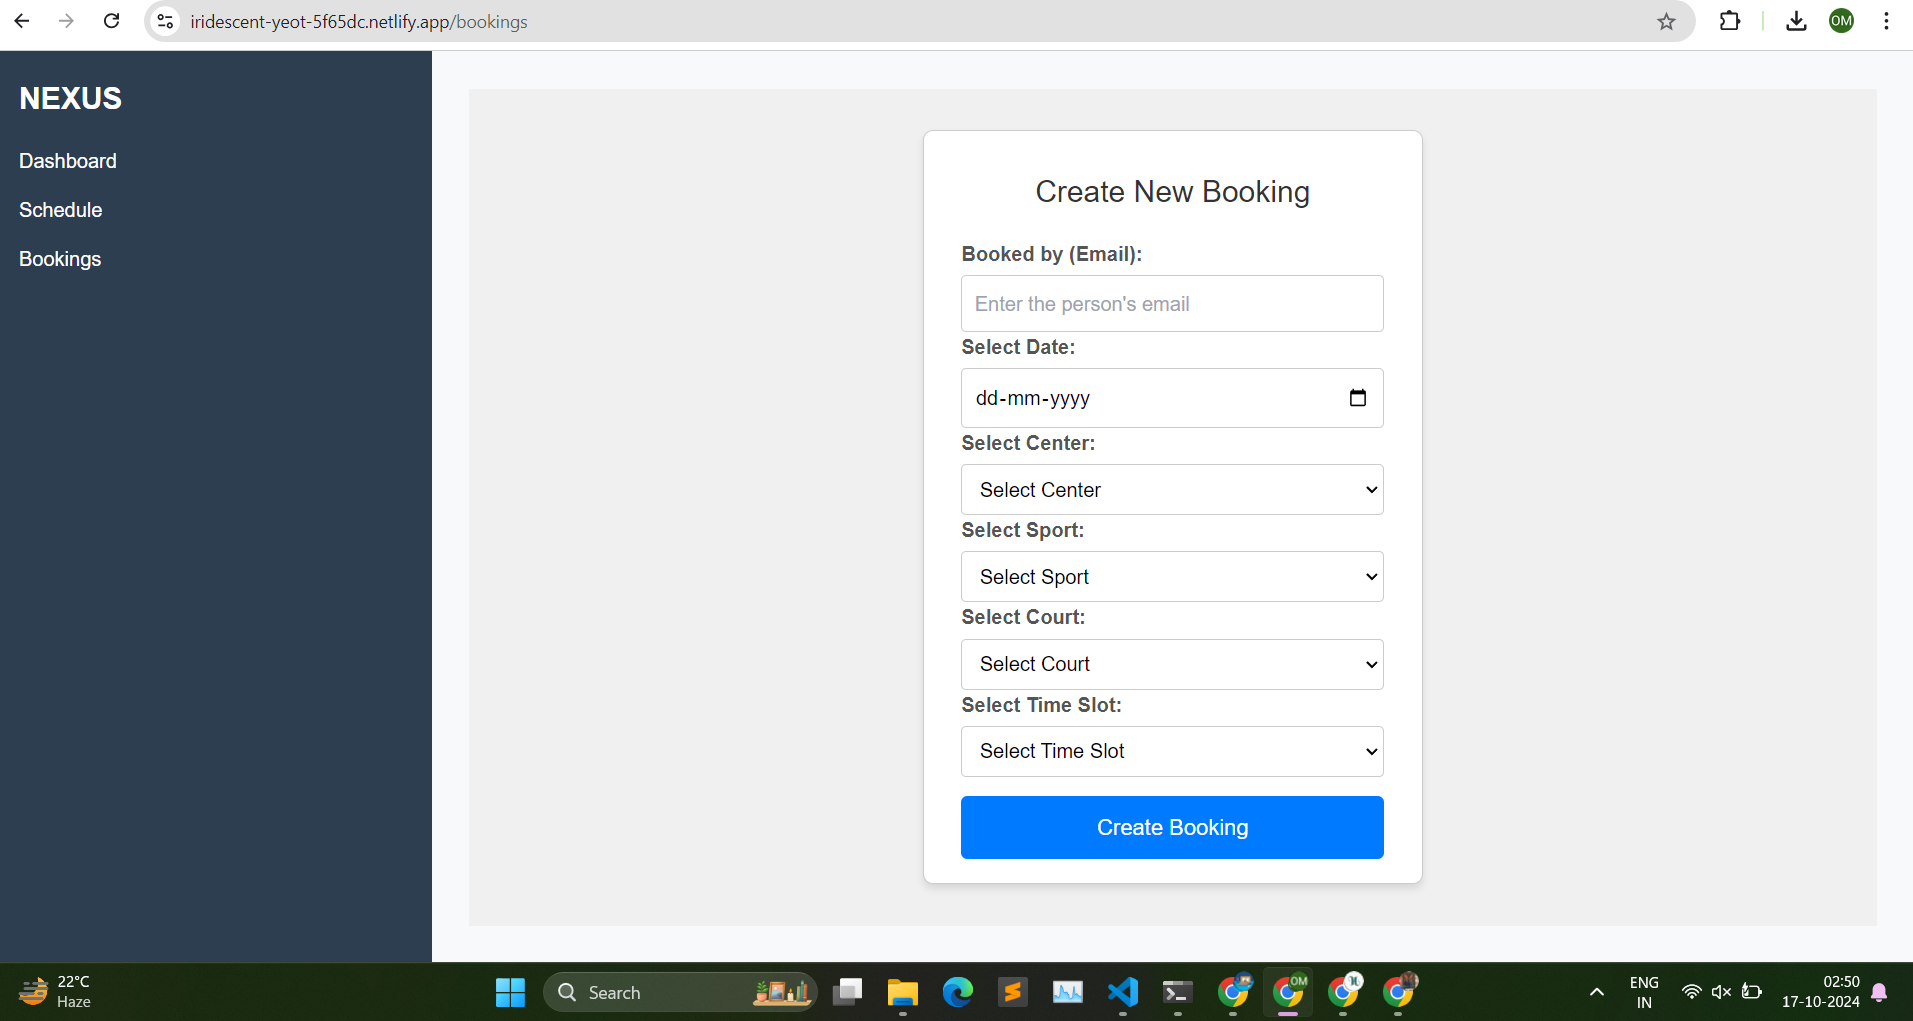 iridescent-yeot-5f65dc.netlify.app/bookings
OM
NEXUS
Dashboard
Schedule
Bookings
Create New Booking
Booked by (Email):
Enter the person's email
Select Date:
dd-mm-yyyy
Select Center:
Select Center
Select Sport:
Select Sport
Select Court:
Select Court
Select Time Slot:
Select Time Slot
Create Booking
22°C
Haze
Search
OM
ENG
IN
02:50
17-10-2024